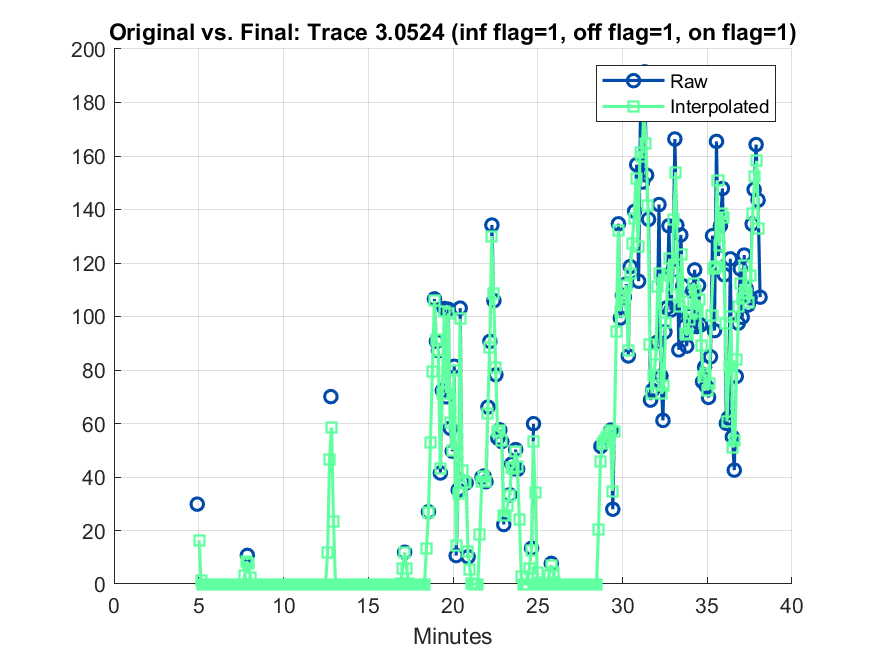 Original vs. Final: Trace 3.0524 (inf flag=1, off flag=1, on flag=1)
200
180
160
140
120
100
80
60
40
20
0
Raw
Interpolated
0 5 10 15 20 25 30 35 40
Minutes